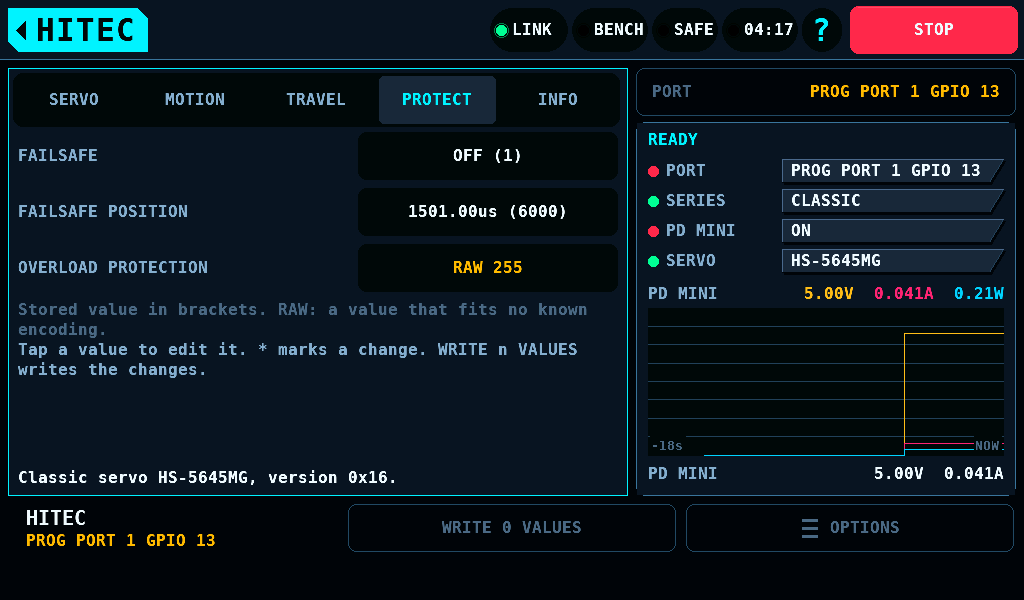 HITEC
LINK
BENCH
SAFE
04:17
?
STOP
SERVO
MOTION
TRAVEL
PROTECT
INFO
FAILSAFE
OFF (1)
FAILSAFE POSITION
1501.00us (6000)
OVERLOAD PROTECTION
RAW 255
Stored value in brackets. RAW: a value that fits no known
encoding.
Tap a value to edit it. * marks a change. WRITE n VALUES
writes the changes.
Classic servo HS-5645MG, version 0x16.
PORT
PROG PORT 1 GPIO 13
READY
PORT
PROG PORT 1 GPIO 13
SERIES
CLASSIC
PD MINI
ON
SERVO
HS-5645MG
PD MINI
5.00V
0.041A
0.21W
-18s
NOW
PD MINI
5.00V
0.041A
HITEC
PROG PORT 1 GPIO 13
WRITE 0 VALUES
OPTIONS